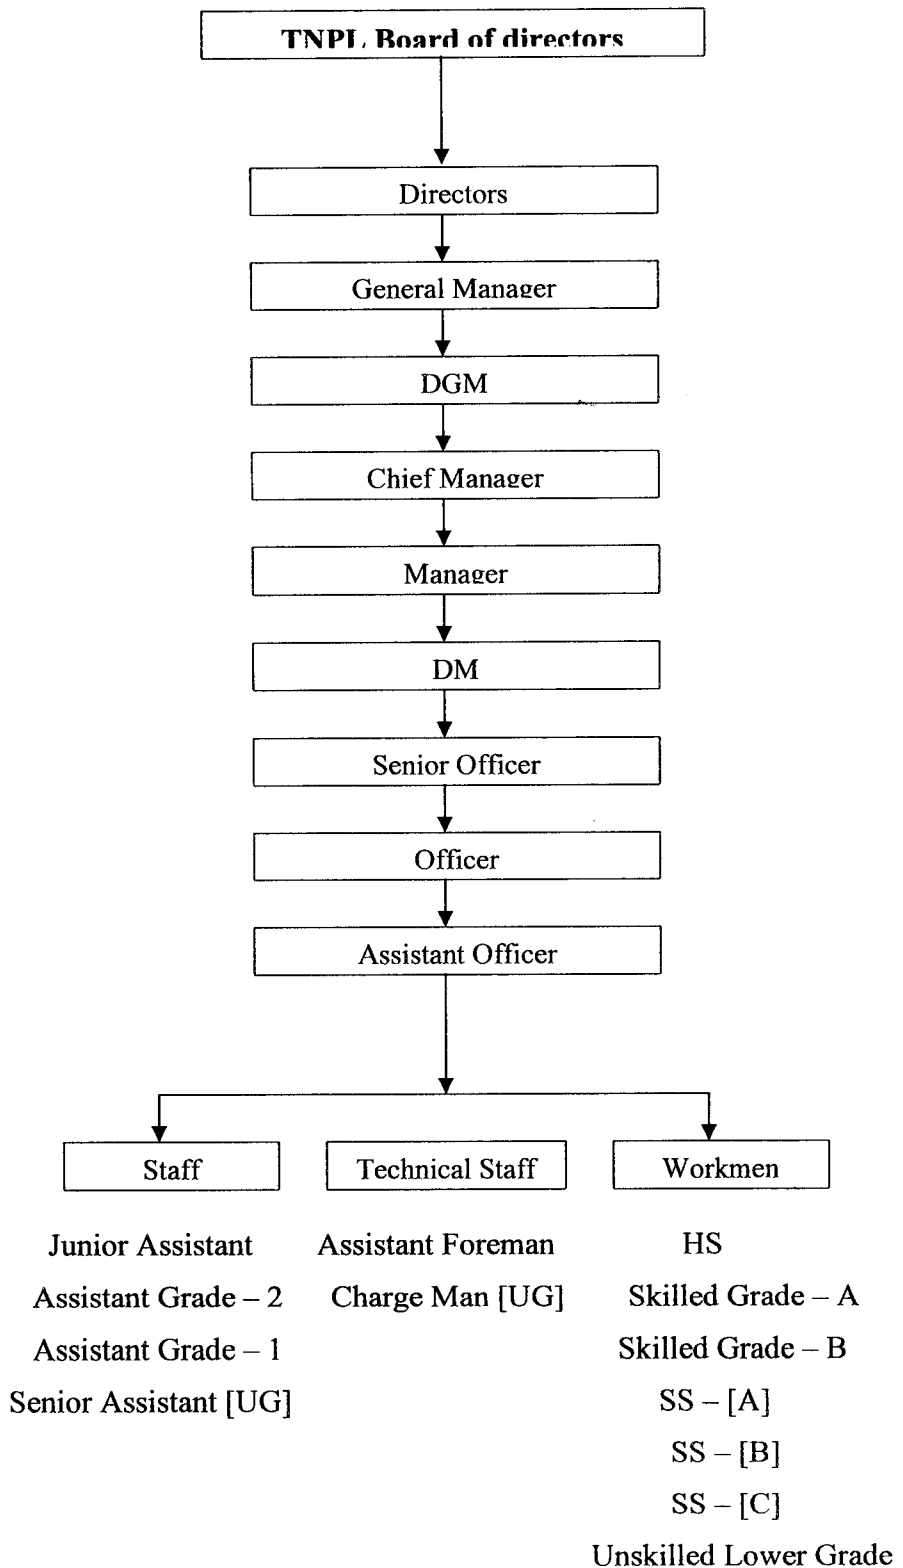 TNPL Board of directors
Directors
General Manager
DGM
Chief Manager
Manager
DM
Senior Officer
Officer
Assistant Officer
Staff
Technical Staff
Workmen
Junior Assistant
Assistant Grade – 2
Assistant Grade – 1
Senior Assistant [UG]
Assistant Foreman
Charge Man [UG]
HS
Skilled Grade – A
Skilled Grade – B
SS – [A]
SS – [B]
SS – [C]
Unskilled Lower Grade